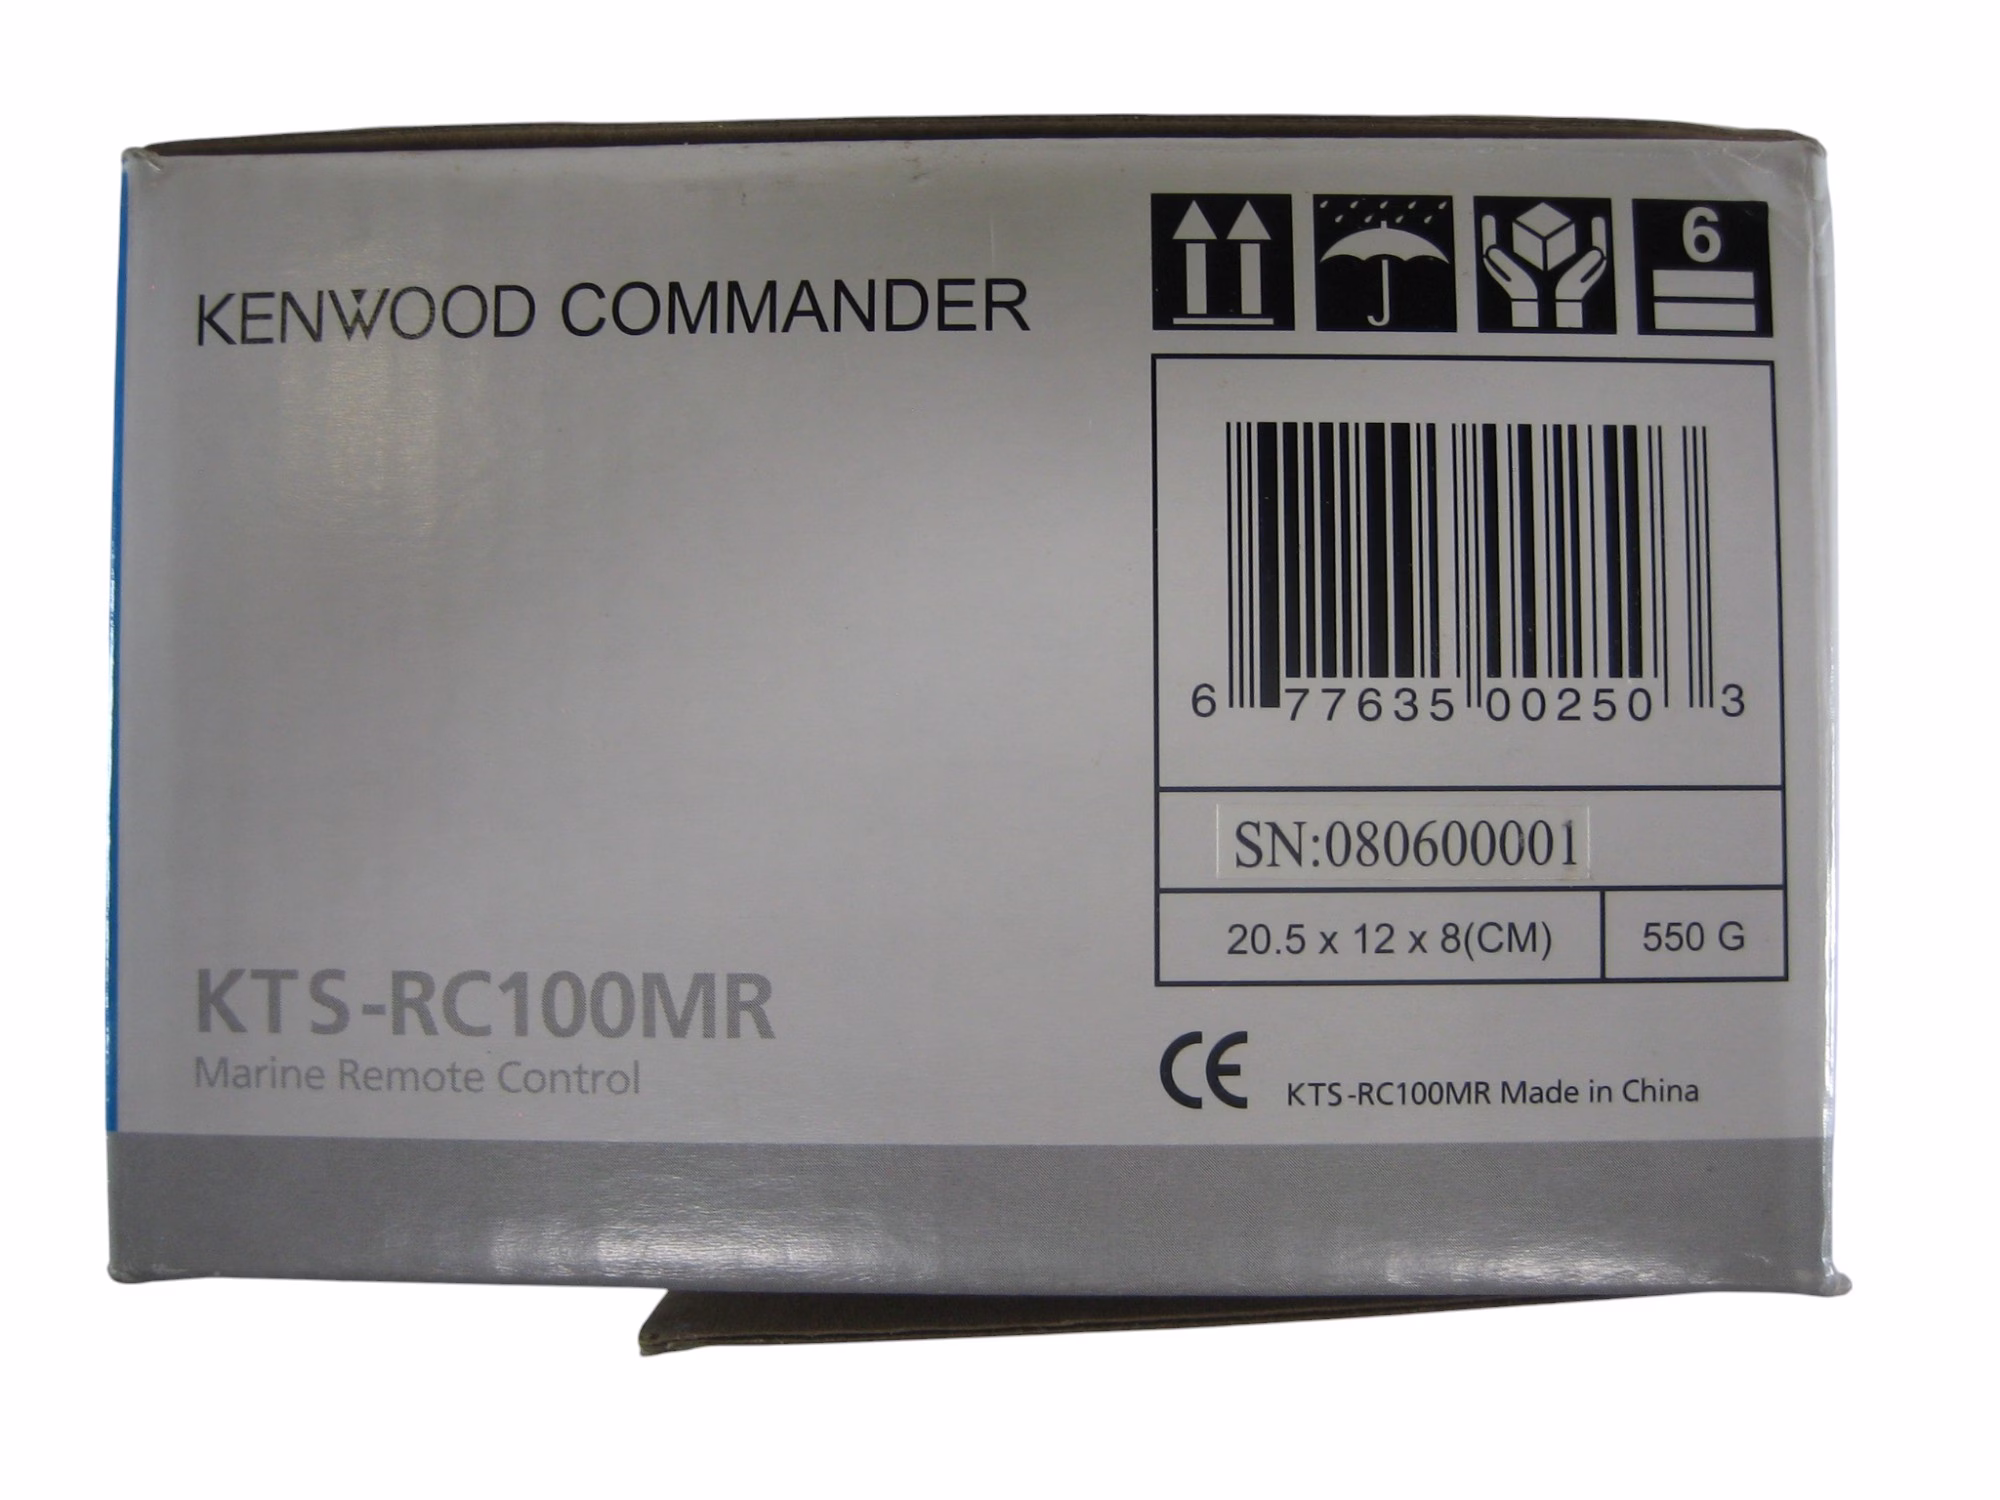 KENWOOD COMMANDER
6
6 77635 00250 3
SN:080600001
20.5 x 12 x 8(CM)
550 G
KTS-RC100MR
Marine Remote Control
CE
KTS-RC100MR Made in China